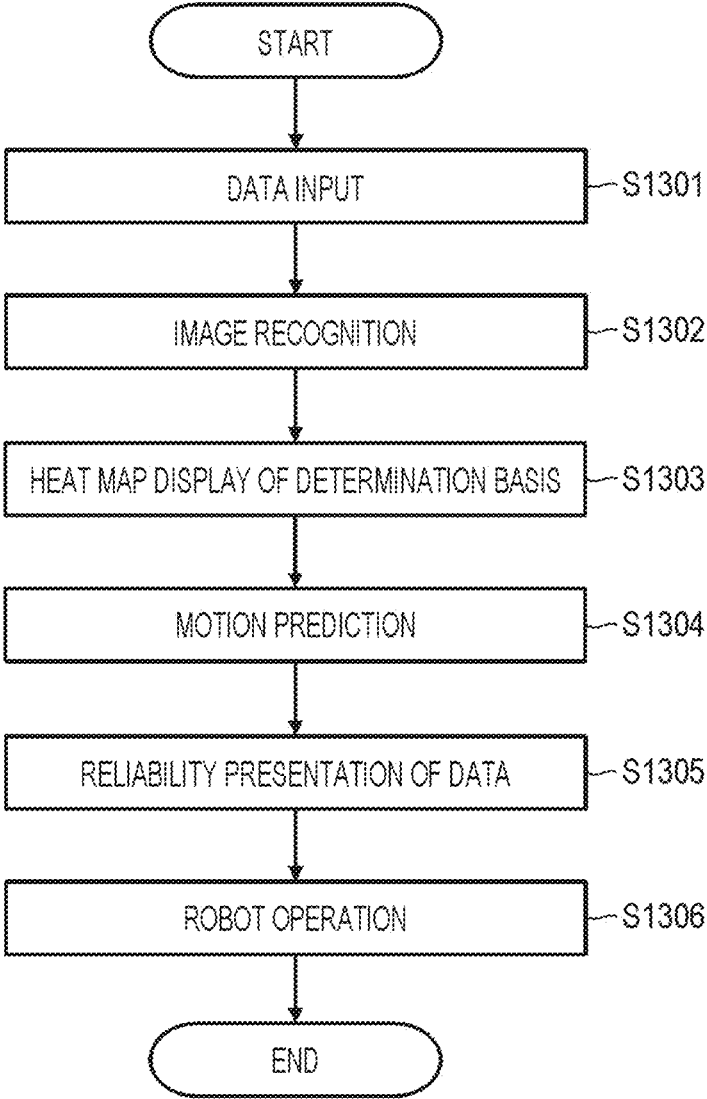 START
DATA INPUT
S1301
IMAGE RECOGNITION
S1302
HEAT MAP DISPLAY OF DETERMINATION BASIS
S1303
MOTION PREDICTION
S1304
RELIABILITY PRESENTATION OF DATA
S1305
ROBOT OPERATION
S1306
END